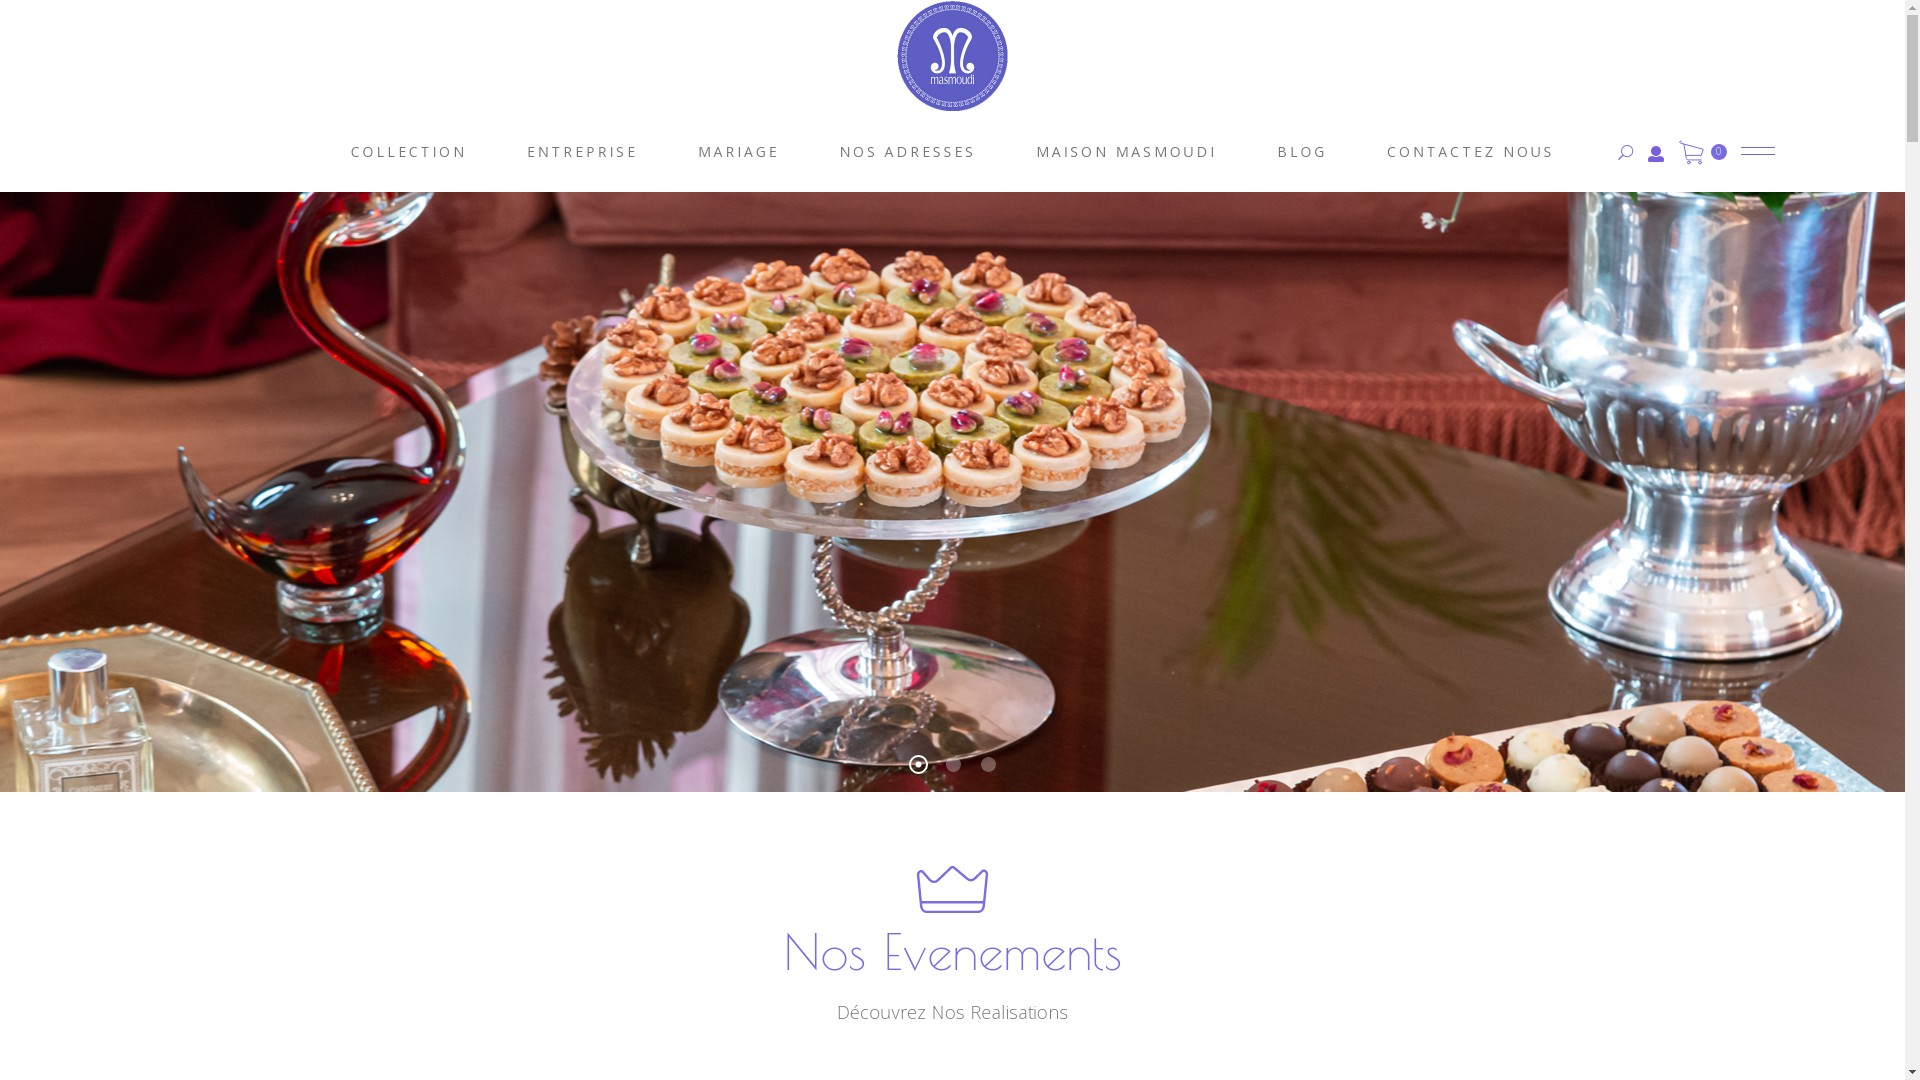 masmoudi
COLLECTION
ENTREPRISE
MARIAGE
NOS ADRESSES
MAISON MASMOUDI
BLOG
CONTACTEZ NOUS
0
Nos Evenements
Découvrez Nos Realisations